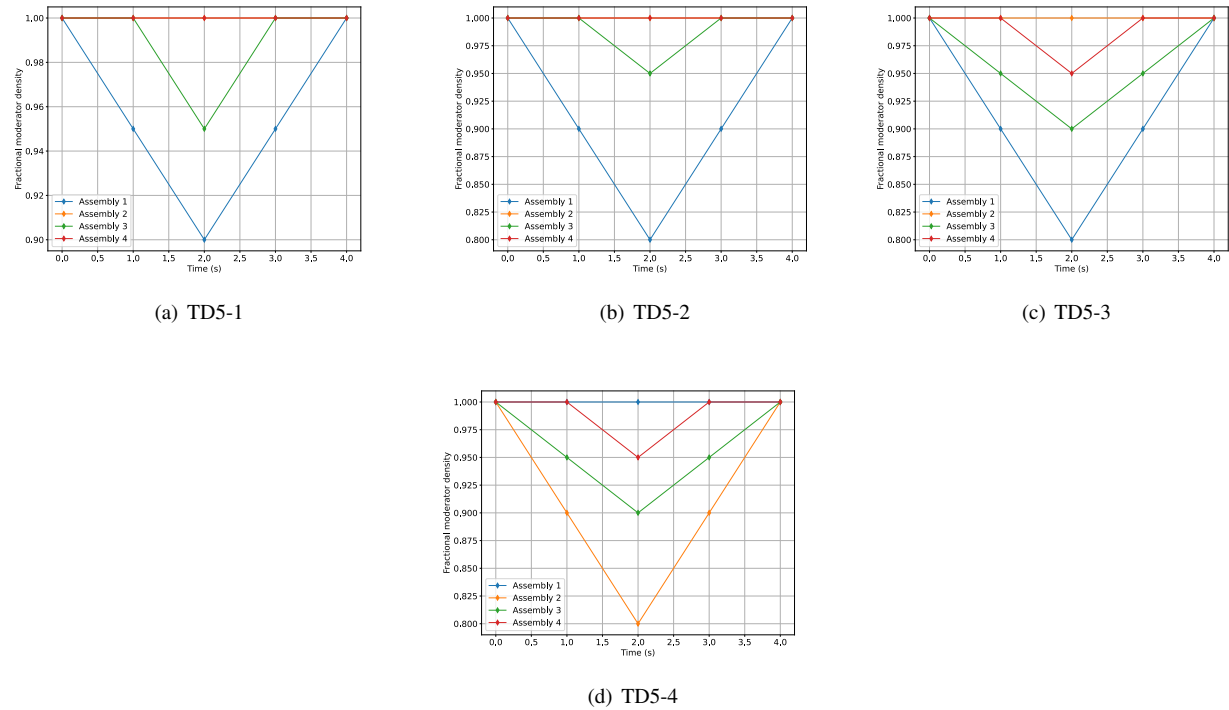 1.00
0.98
0.96
0.94
0.92
0.90
Fractional moderator density
Assembly 1
Assembly 2
Assembly 3
Assembly 4
0.0 0.5 1.0 1.5 2.0 2.5 3.0 3.5 4.0
Time (s)
(a) TD5-1
1.000
0.975
0.950
0.925
0.900
0.875
0.850
0.825
0.800
Fractional moderator density
Assembly 1
Assembly 2
Assembly 3
Assembly 4
0.0 0.5 1.0 1.5 2.0 2.5 3.0 3.5 4.0
Time (s)
(b) TD5-2
1,000
0,975
0,950
0,925
0,900
0,875
0,850
0,825
0,800
Fractional moderator density
Assembly 1
Assembly 2
Assembly 3
Assembly 4
0,0 0,5 1,0 1,5 2,0 2,5 3,0 3,5 4,0
Time (s)
(c) TD5-3
1,000
0,975
0,950
0,925
0,900
0,875
0,850
0,825
0,800
Fractional moderator density
Assembly 1
Assembly 2
Assembly 3
Assembly 4
0,0 0,5 1,0 1,5 2,0 2,5 3,0 3,5 4,0
Time (s)
(d) TD5-4